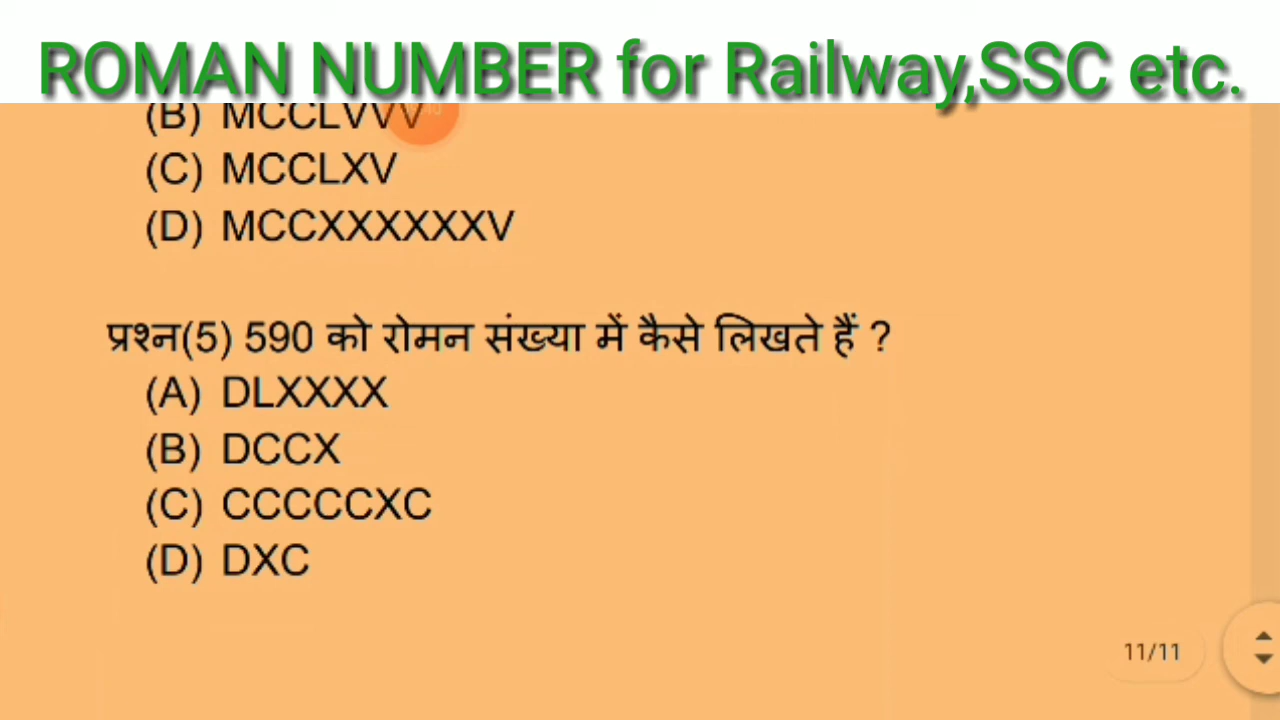 ROMAN NUMBER for Railway,SSC etc.
(B) MCCLVVV
(C) MCCLXV
(D) MCCXXXXXXV
प्रश्न(5) 590 को रोमन संख्या में कैसे लिखते हैं ?
(A) DLXXXX
(B) DCCX
(C) CCCCCXC
(D) DXC
11/11